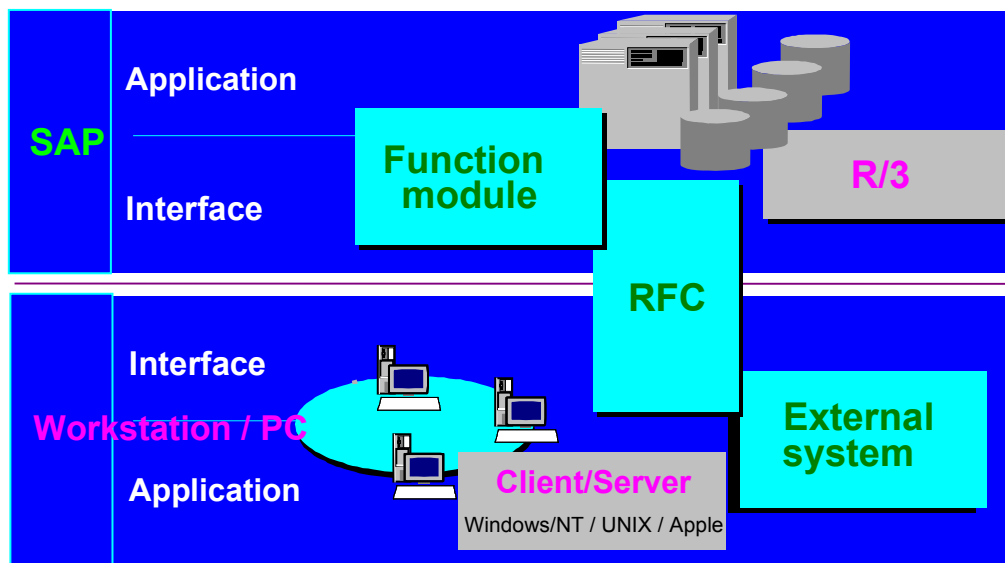 Application
SAP
Function
module
R/3
Interface
RFC
Interface
Workstation / PC
External
system
Application
Client/Server
Windows/NT / UNIX / Apple